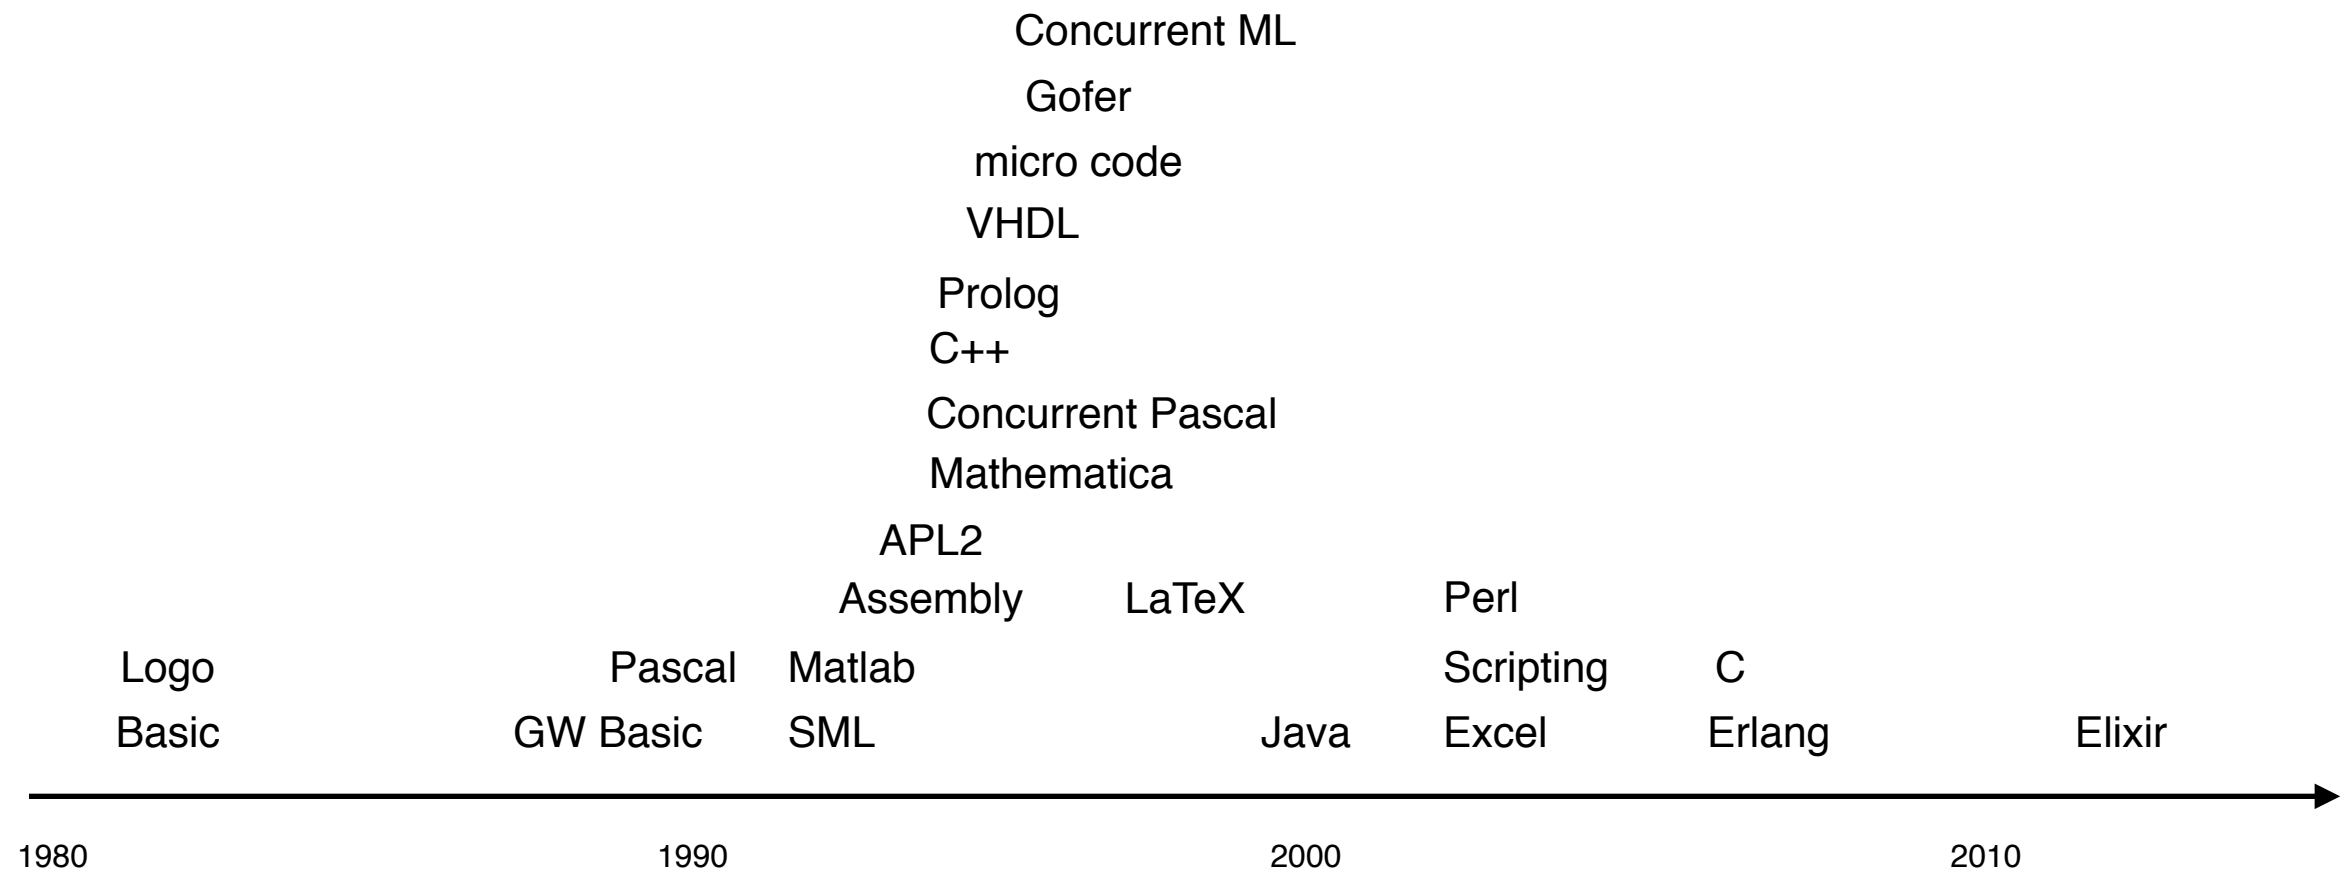 Concurrent ML
Gofer
micro code
VHDL
Prolog
C++
Concurrent Pascal
Mathematica
APL2
Assembly LaTeX Perl
Logo Pascal Matlab Scripting C
Basic GW Basic SML Java Excel Erlang Elixir
1980 1990 2000 2010